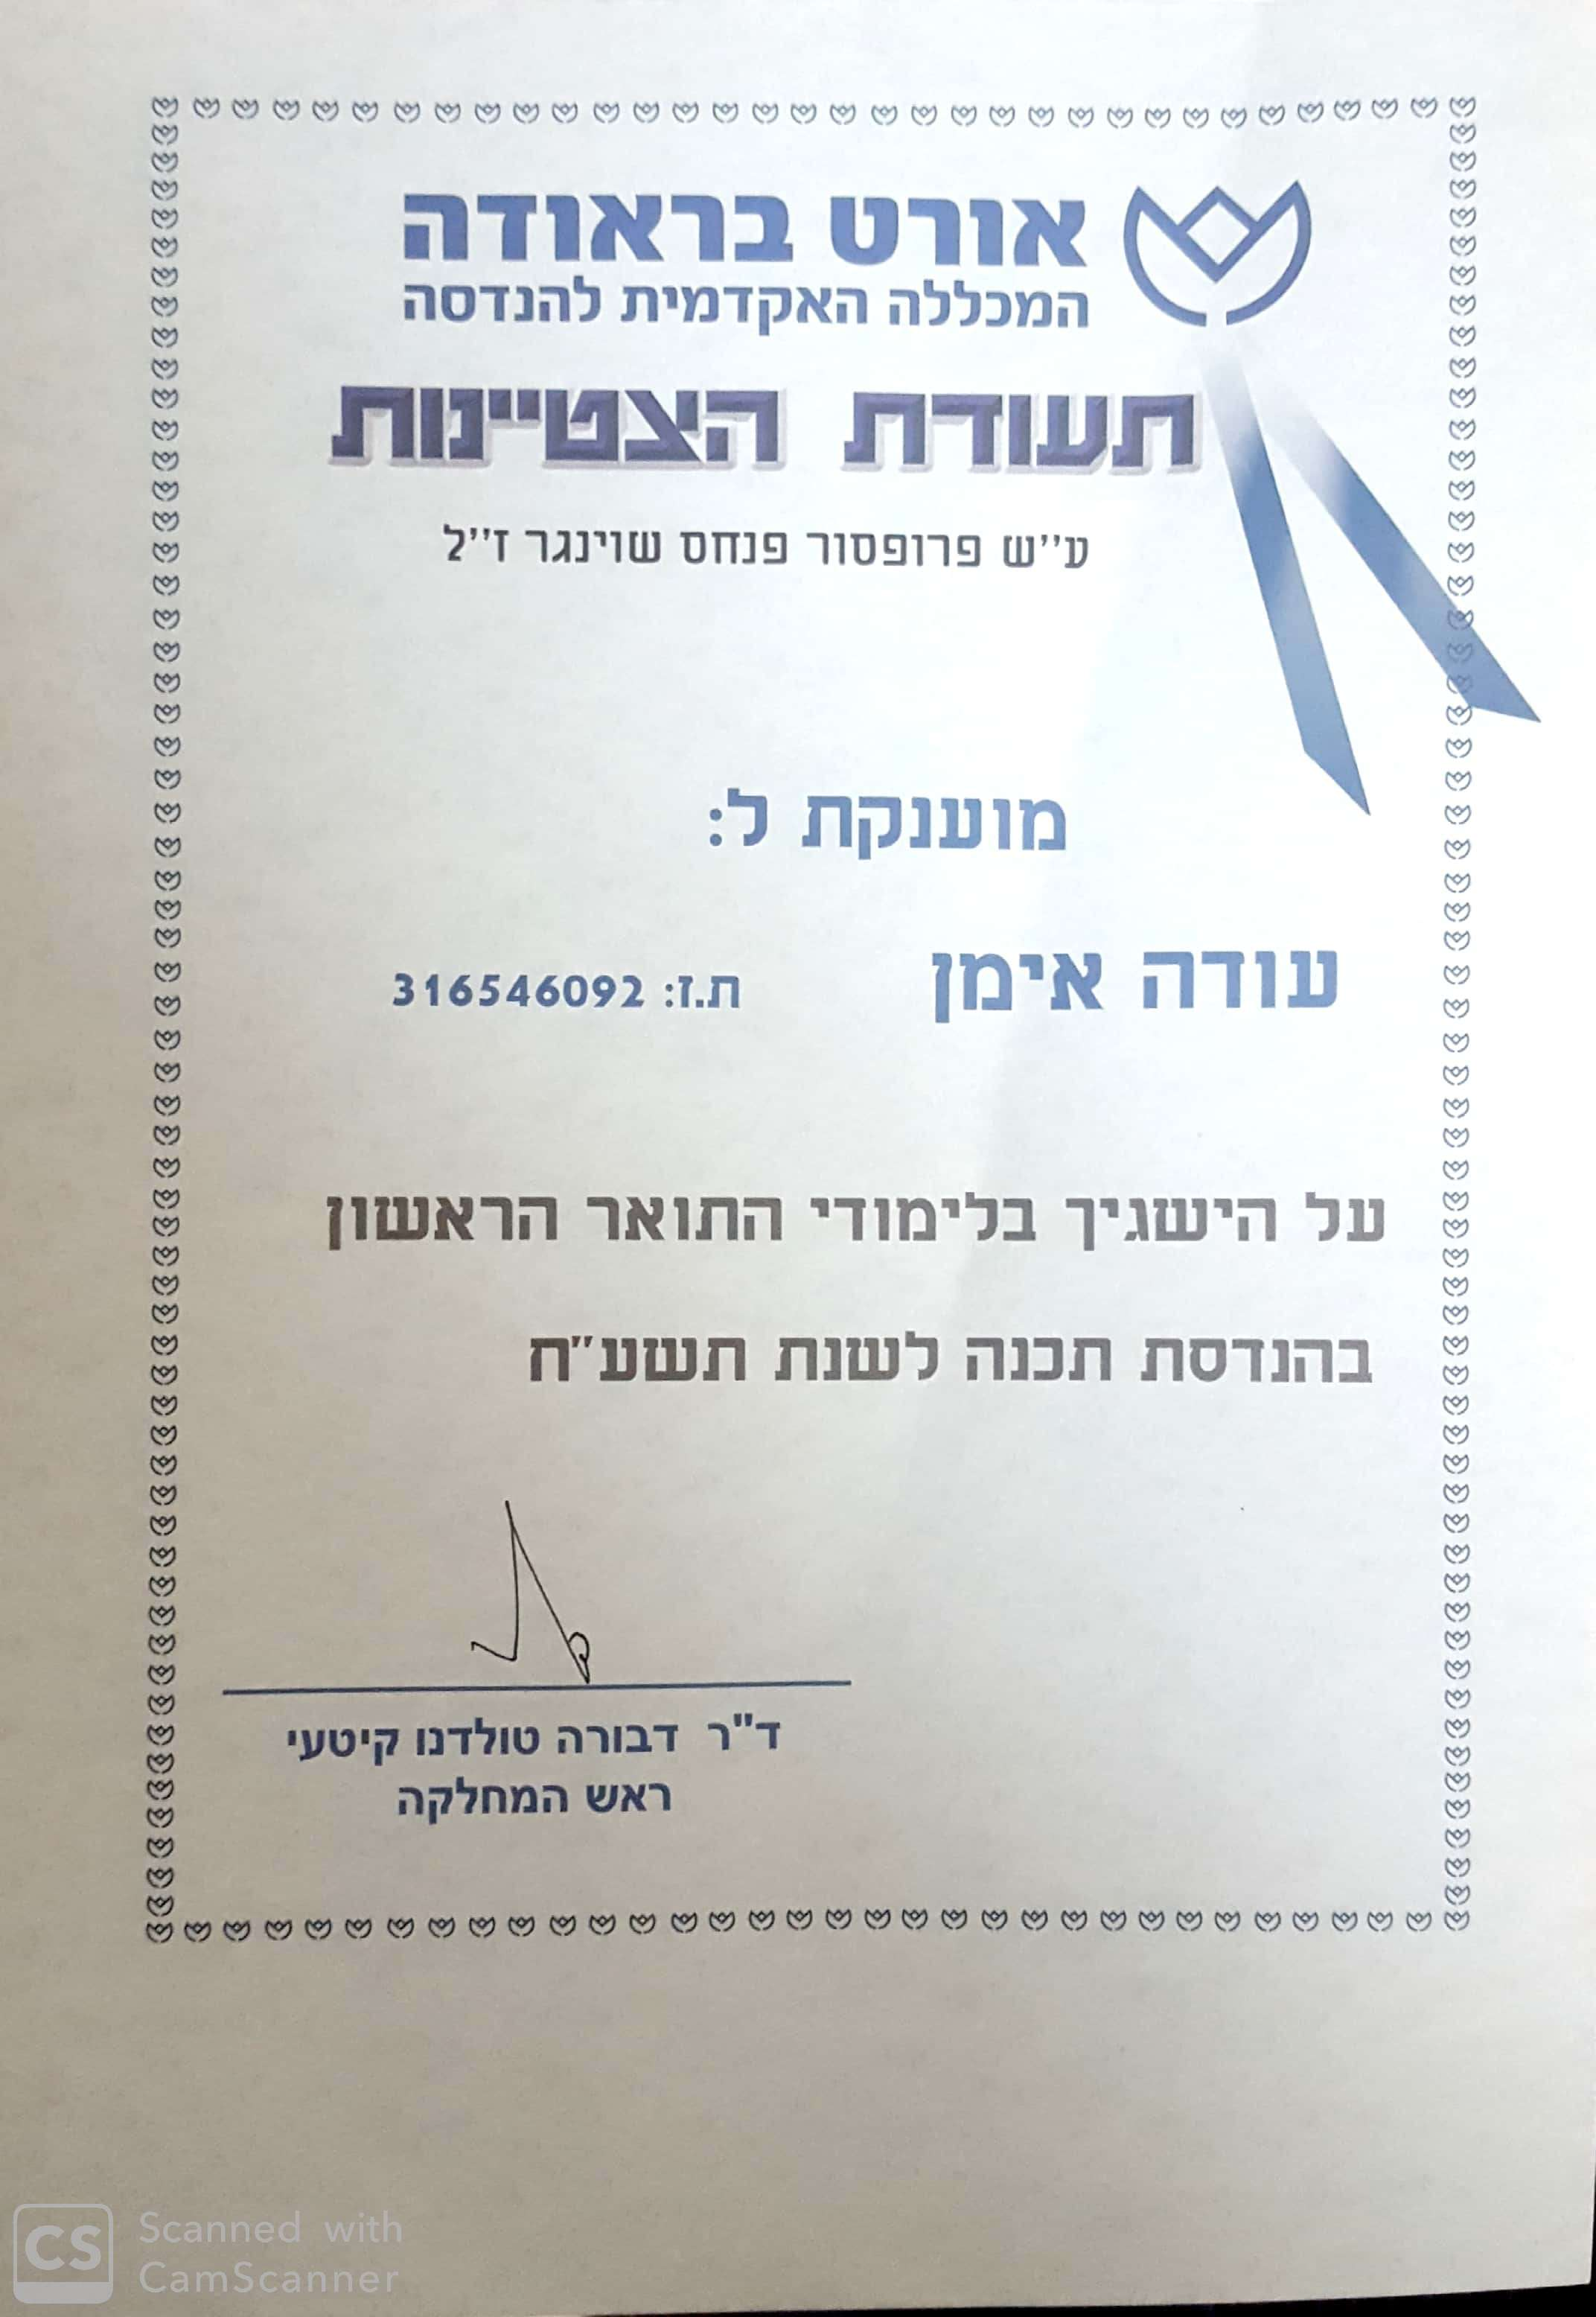 אורט בראודה
המכללה האקדמית להנדסה
תעודת הצטיינות
ע''ש פרופסור פנחס שוינגר ז''ל
מוענקת ל:
עודה אימן ת.ז: 316546092
על הישגיך בלימודי התואר הראשון
בהנדסת תכנה לשנת תשע"ח
ד"ר דבורה טולדנו קיטעי
ראש המחלקה
CS Scanned with
CamScanner